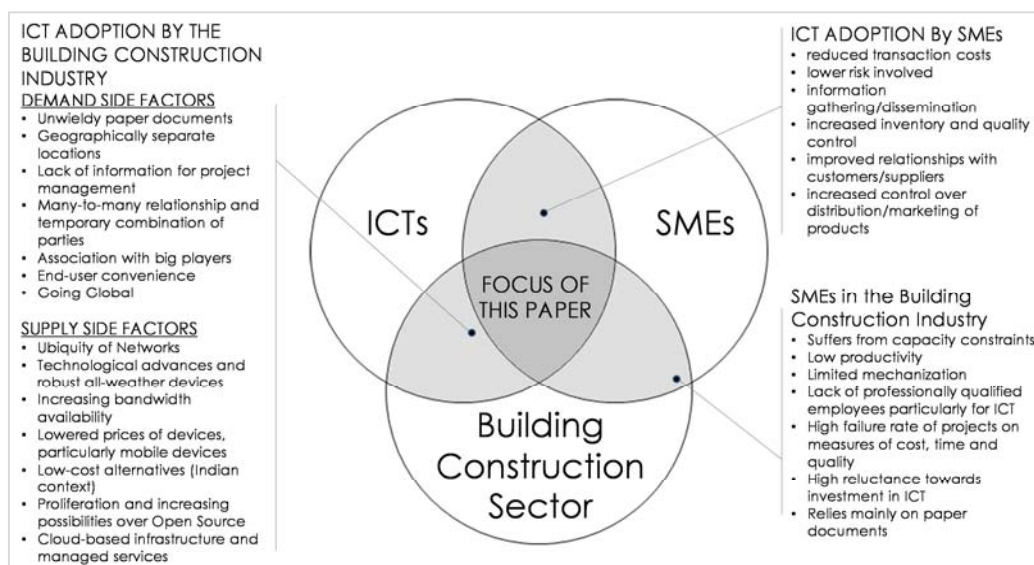 ICT ADOPTION BY THE
BUILDING CONSTRUCTION
INDUSTRY
DEMAND SIDE FACTORS
• Unwieldy paper documents
• Geographically separate
locations
• Lack of information for project
management
• Many-to-many relationship and
temporary combination of
parties
• Association with big players
• End-user convenience
• Going Global
SUPPLY SIDE FACTORS
• Ubiquity of Networks
• Technological advances and
robust all-weather devices
• Increasing bandwidth
availability
• Lowered prices of devices,
particularly mobile devices
• Low-cost alternatives (Indian
context)
• Proliferation and increasing
possibilities over Open Source
• Cloud-based infrastructure and
managed services
ICTs
SMEs
FOCUS OF
THIS PAPER
Building
Construction
Sector
ICT ADOPTION By SMEs
• reduced transaction costs
• lower risk involved
• information
gathering/dissemination
• increased inventory and quality
control
• improved relationships with
customers/suppliers
• increased control over
distribution/marketing of
products
SMEs in the Building
Construction Industry
• Suffers from capacity constraints
• Low productivity
• Limited mechanization
• Lack of professionally qualified
employees particularly for ICT
• High failure rate of projects on
measures of cost, time and
quality
• High reluctance towards
investment in ICT
• Relies mainly on paper
documents